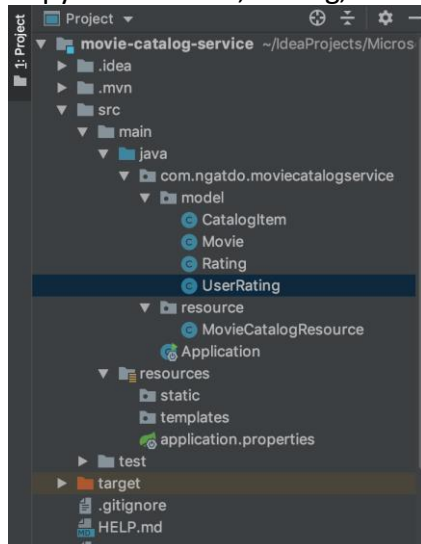 Project
1: Project
movie-catalog-service ~/IdeaProjects/Micros
.idea
.mvn
src
main
java
com.ngatdo.moviecatalogservice
model
CatalogItem
Movie
Rating
UserRating
resource
MovieCatalogResource
Application
resources
static
templates
application.properties
test
target
.gitignore
HELP.md